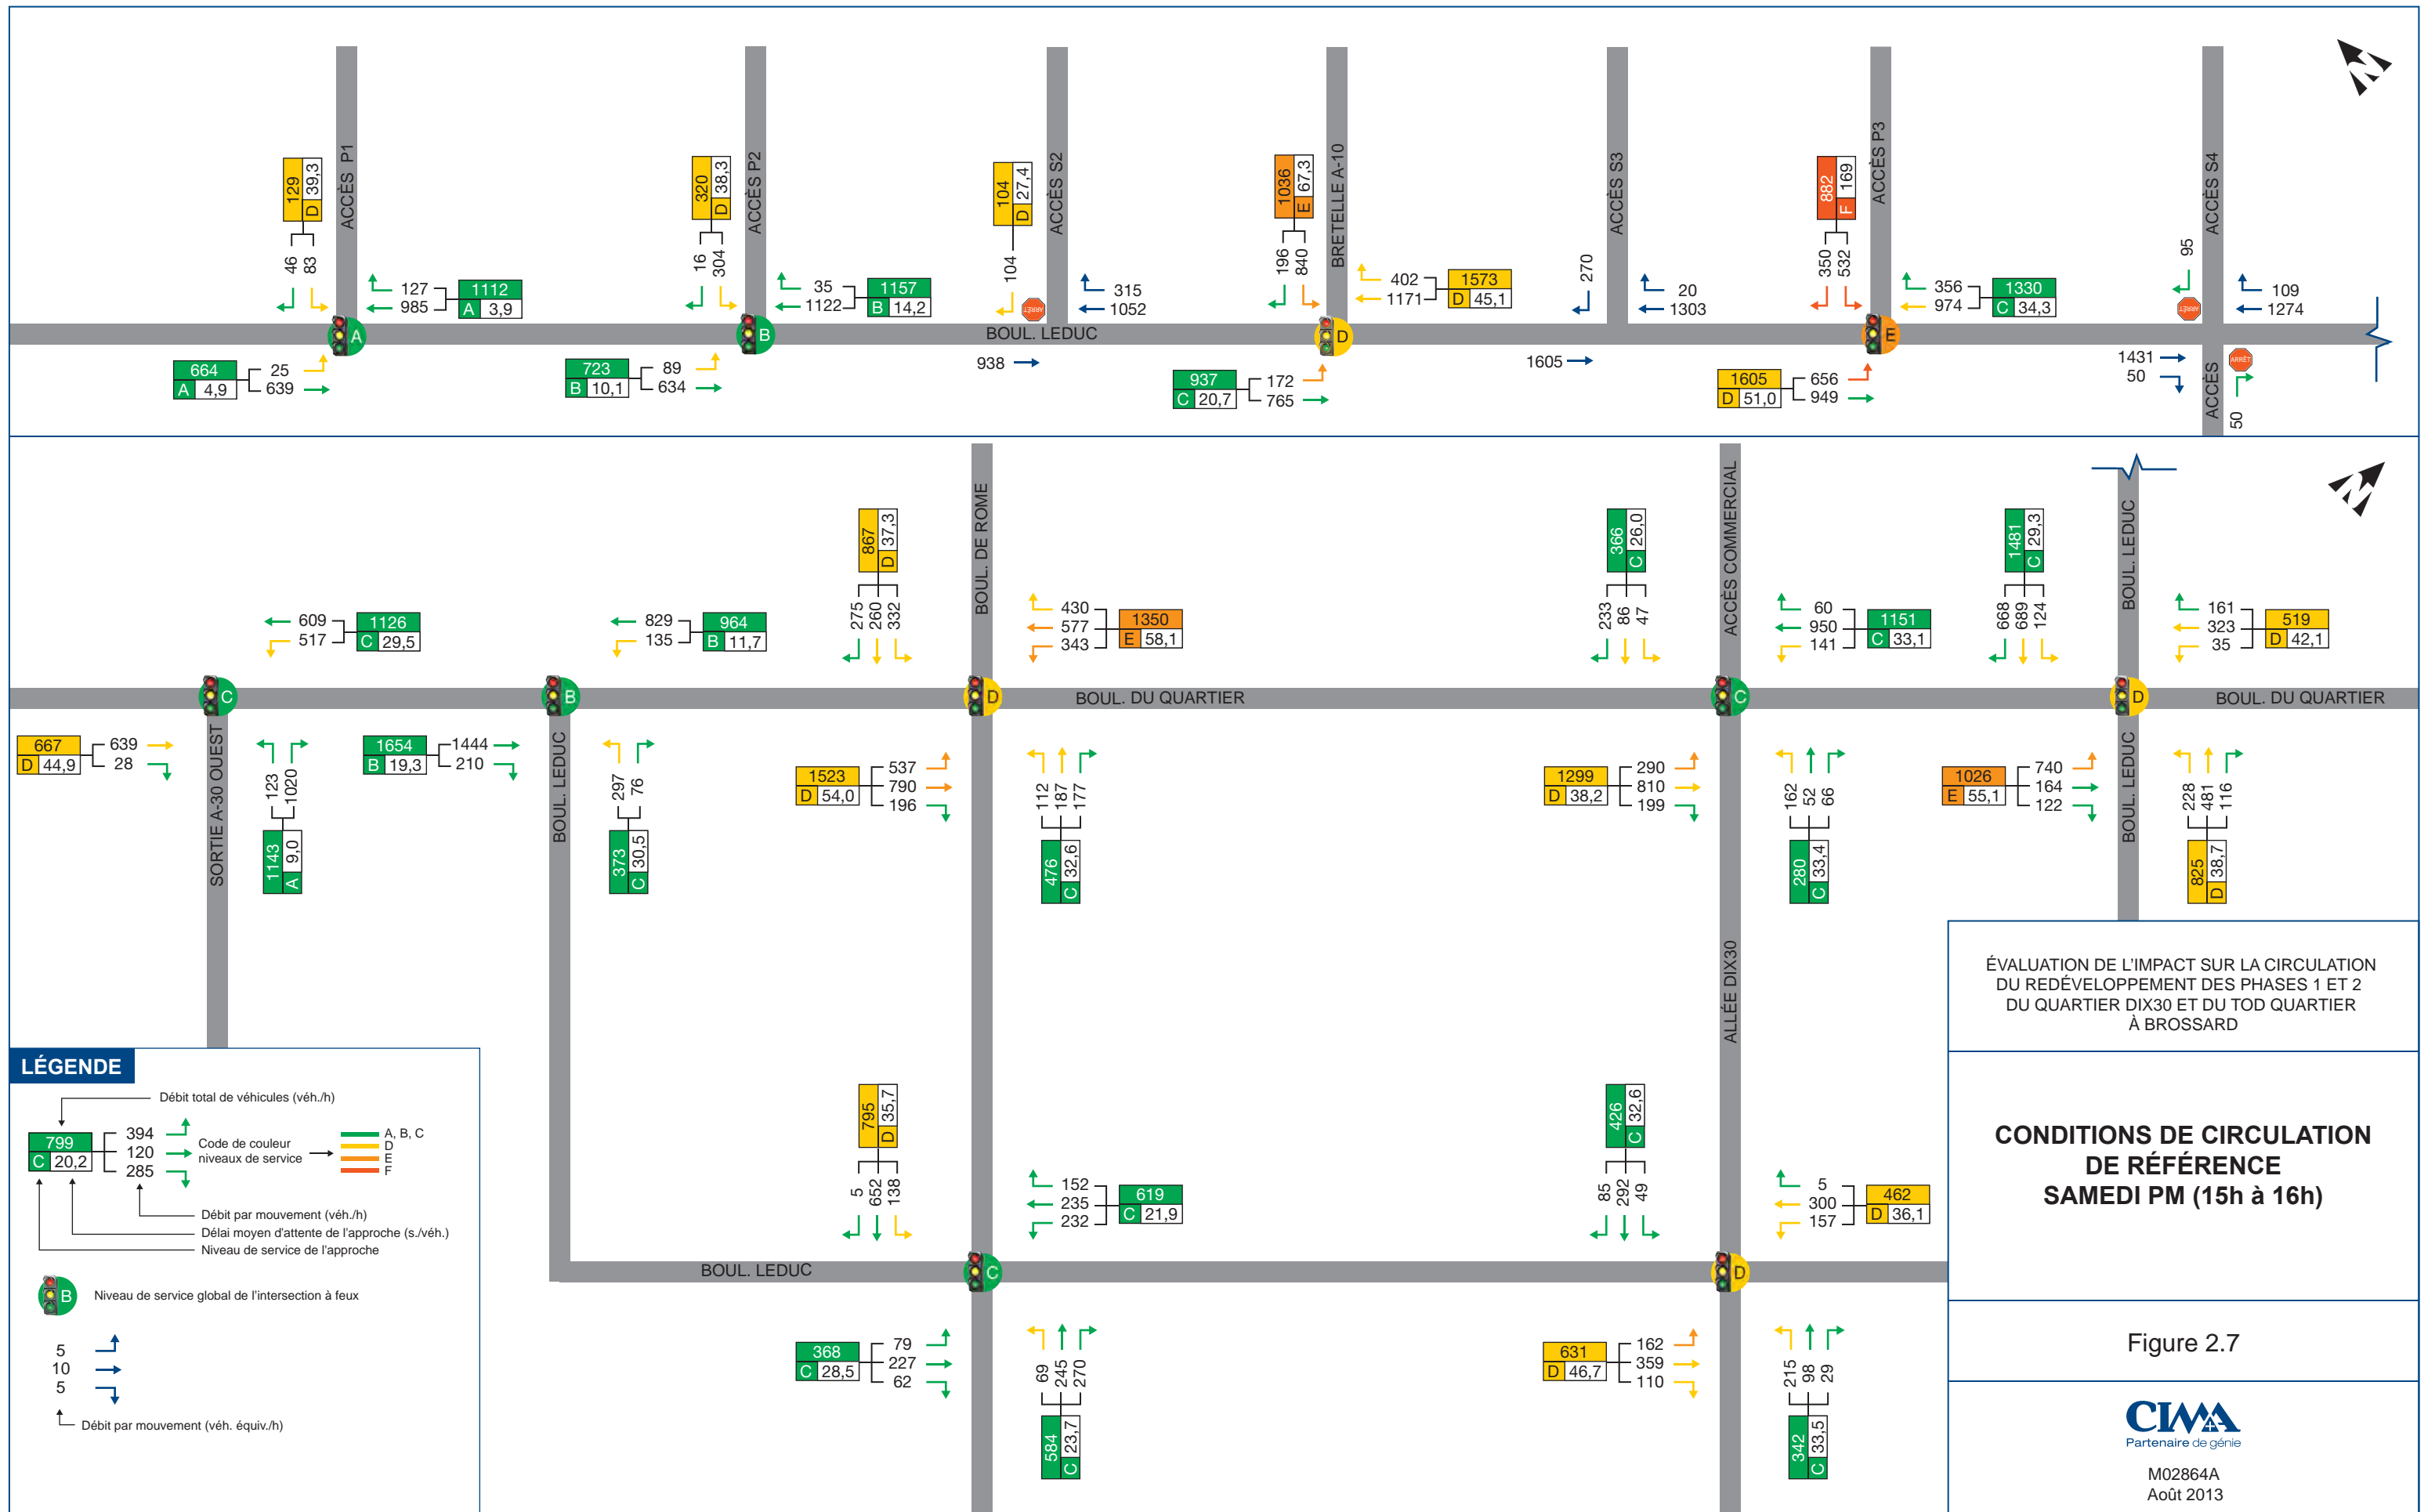 129
D 39,3
46
83
ACCÈS P1
127
985
1112
A 3,9
664
A 4,9
25
639
A
320
D 38,3
16
304
ACCÈS P2
35
1122
1157
B 14,2
723
B 10,1
89
634
B
104
D 27,4
104
ACCÈS S2
ARRÊT
315
1052
938
BOUL. LEDUC
1036
E 67,3
196
840
BRETELLE A-10
402
1171
1573
D 45,1
937
C 20,7
172
765
D
270
ACCÈS S3
20
1303
1605
882
F 169
350
532
ACCÈS P3
356
974
1330
C 34,3
1605
D 51,0
656
949
E
95
ACCÈS S4
ARRÊT
109
1274
1431
50
ARRÊT
ACCÈS
50
609
517
1126
C 29,5
C
667
D 44,9
639
28
SORTIE A-30 OUEST
123
1020
1143
A 9,0
829
135
964
B 11,7
B
1654
B 19,3
1444
210
BOUL. LEDUC
297
76
373
C 30,5
867
D 37,3
275
260
332
BOUL. DE ROME
430
577
343
1350
E 58,1
D
BOUL. DU QUARTIER
1523
D 54,0
537
790
196
112
187
177
476
C 32,6
366
C 26,0
233
86
47
ACCÈS COMMERCIAL
60
950
141
1151
C 33,1
C
1299
D 38,2
290
810
199
162
52
66
280
C 33,4
1481
C 29,3
668
689
124
BOUL. LEDUC
161
323
35
519
D 42,1
D
BOUL. DU QUARTIER
1026
E 55,1
740
164
122
BOUL. LEDUC
228
481
116
825
D 38,7
ALLÉE DIX30
795
D 35,7
5
652
138
152
235
232
619
C 21,9
BOUL. LEDUC
C
368
C 28,5
79
227
62
69
245
270
584
C 23,7
426
C 32,6
85
292
49
5
300
157
462
D 36,1
D
631
D 46,7
162
359
110
215
98
29
342
C 33,5
LÉGENDE
Débit total de véhicules (véh./h)
799
C 20,2
394
120
285
Code de couleur
niveaux de service
A, B, C
D
E
F
Débit par mouvement (véh./h)
Délai moyen d'attente de l'approche (s./véh.)
Niveau de service de l'approche
B
Niveau de service global de l'intersection à feux
5
10
5
Débit par mouvement (véh. équiv./h)
ÉVALUATION DE L'IMPACT SUR LA CIRCULATION
DU REDÉVELOPPEMENT DES PHASES 1 ET 2
DU QUARTIER DIX30 ET DU TOD QUARTIER
À BROSSARD
CONDITIONS DE CIRCULATION
DE RÉFÉRENCE
SAMEDI PM (15h à 16h)
Figure 2.7
CIMA+
Partenaire de génie
M02864A
Août 2013